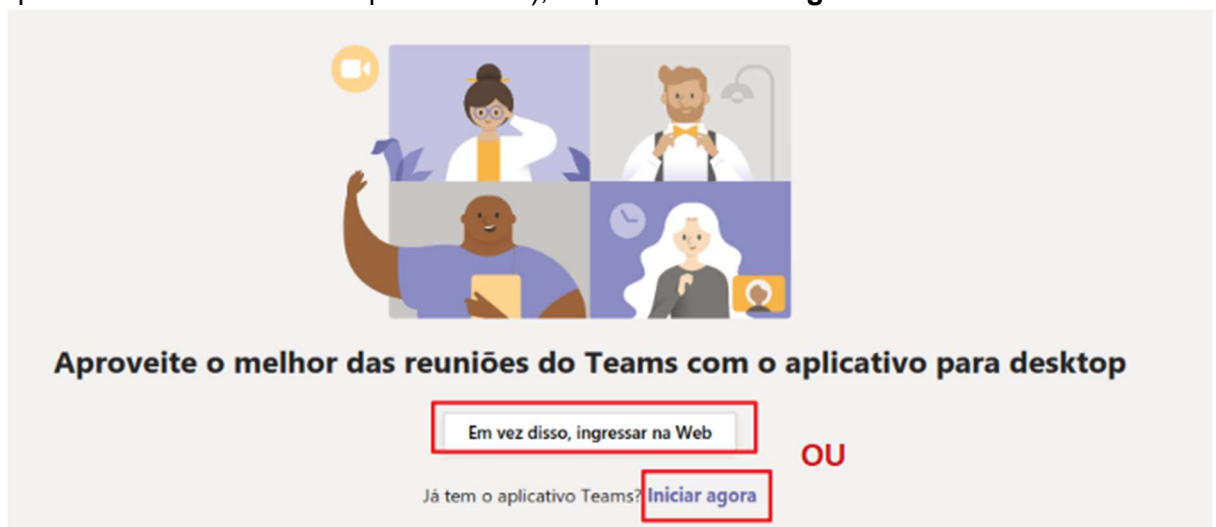 Aproveite o melhor das reuniões do Teams com o aplicativo para desktop
Em vez disso, ingressar na Web
OU
Já tem o aplicativo Teams? Iniciar agora